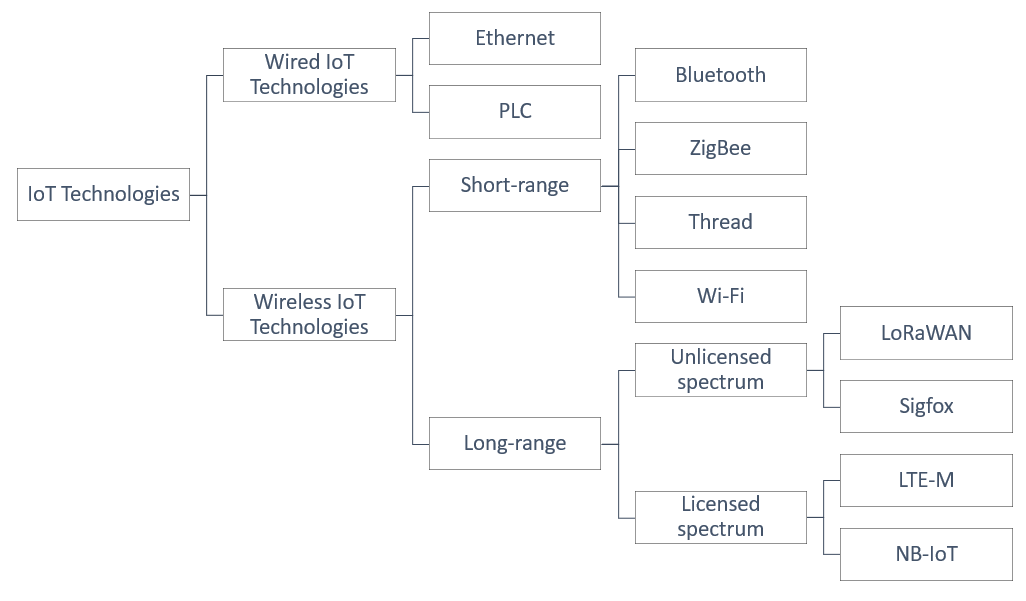 IoT Technologies
Wired IoT
Technologies
Ethernet
PLC
Wireless IoT
Technologies
Short-range
Bluetooth
ZigBee
Thread
Wi-Fi
Long-range
Unlicensed
spectrum
LoRaWAN
Sigfox
Licensed
spectrum
LTE-M
NB-IoT